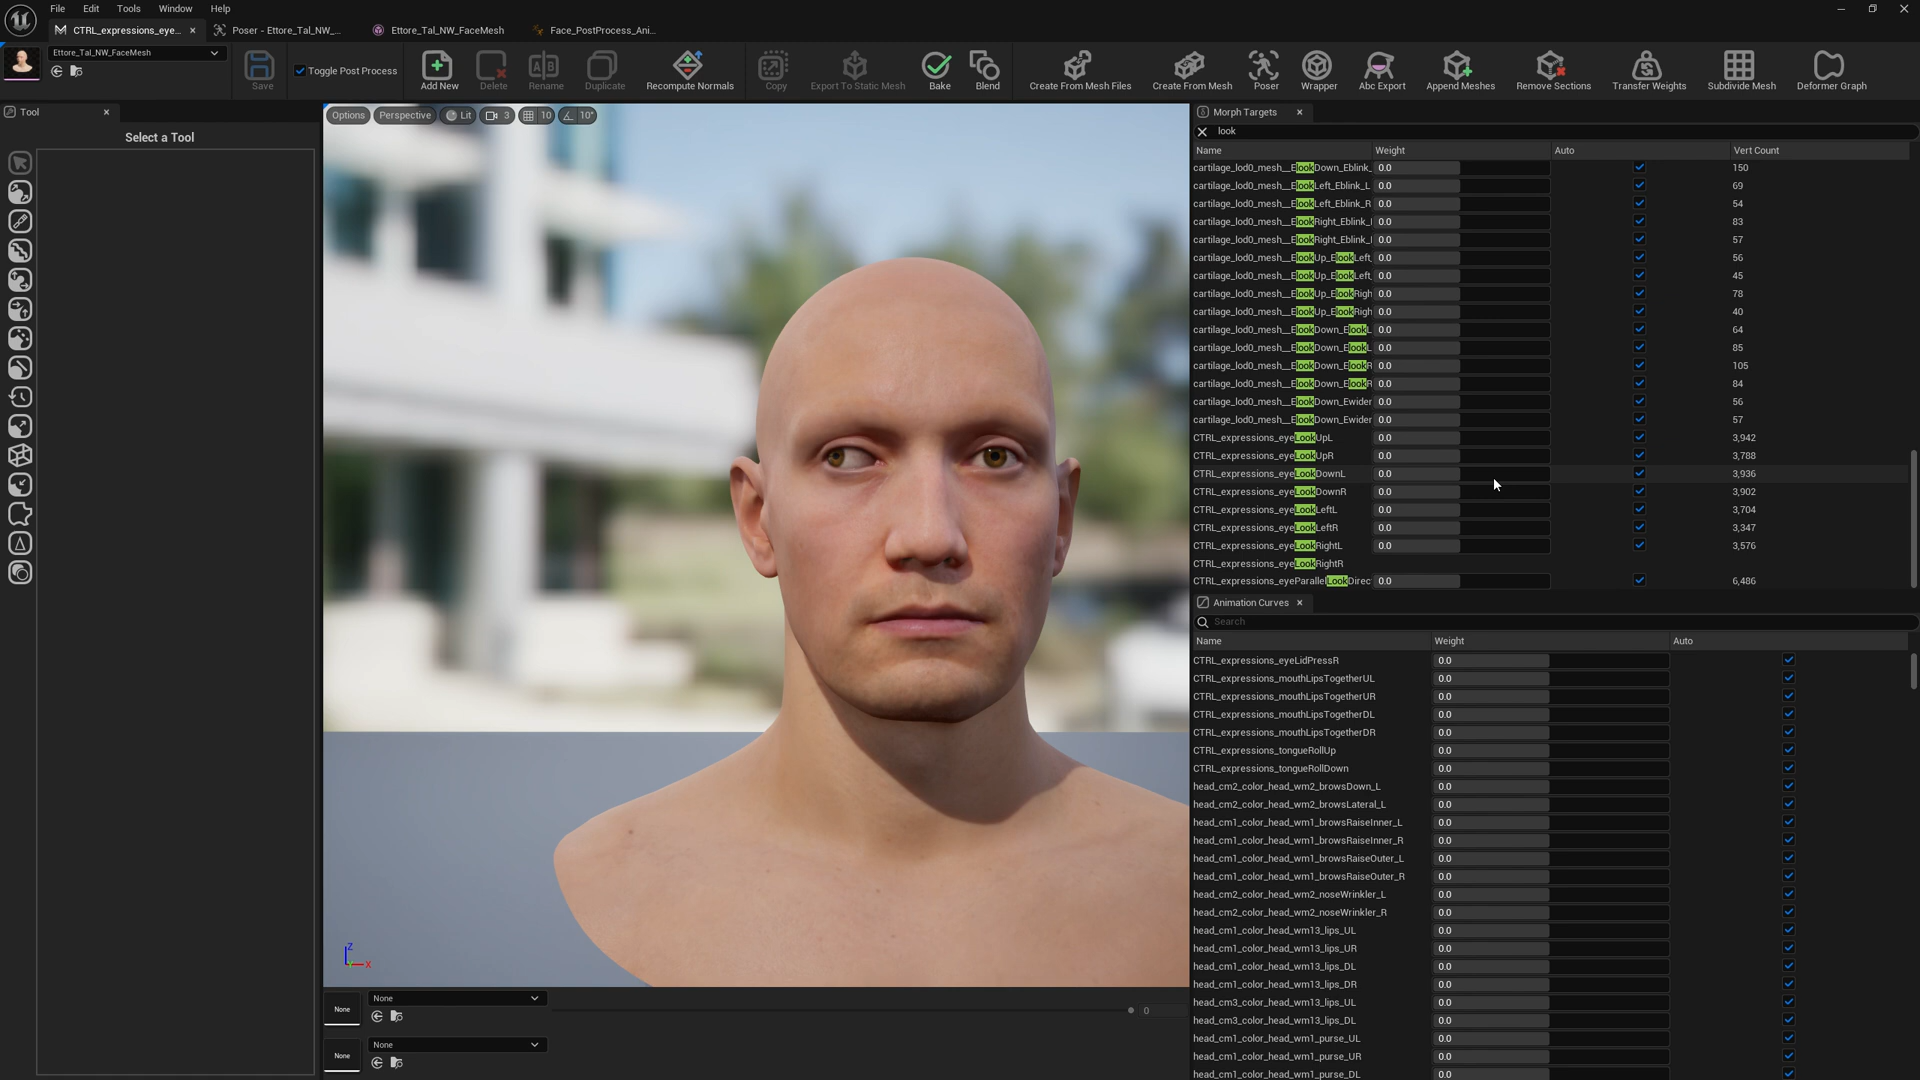 File Edit Tools Window Help
CTRL_expressions_eye... Poser - Ettore_Tal_NW_... Ettore_Tal_NW_FaceMesh Face_PostProcess_Ani...
Ettore_Tal_NW_FaceMesh
Save Toggle Post Process Add New Delete Rename Duplicate Recompute Normals Copy Export To Static Mesh Bake Blend Create From Mesh Files Create From Mesh Poser Wrapper Abc Export Append Meshes Remove Sections Transfer Weights Subdivide Mesh Deformer Graph
Tool
Select a Tool
Options Perspective Lit 3 10 10°
Z
X
None None 0
None None
Morph Targets
look
Name Weight Auto Vert Count
cartilage_lod0_mesh__ElookDown_Eblink_ 0.0 150
cartilage_lod0_mesh__ElookLeft_Eblink_L 0.0 69
cartilage_lod0_mesh__ElookLeft_Eblink_R 0.0 54
cartilage_lod0_mesh__ElookRight_Eblink_ 0.0 83
cartilage_lod0_mesh__ElookRight_Eblink_ 0.0 57
cartilage_lod0_mesh__ElookUp_ElookLeft_ 0.0 56
cartilage_lod0_mesh__ElookUp_ElookLeft_ 0.0 45
cartilage_lod0_mesh__ElookUp_ElookRigh 0.0 78
cartilage_lod0_mesh__ElookUp_ElookRigh 0.0 40
cartilage_lod0_mesh__ElookDown_ElookL 0.0 64
cartilage_lod0_mesh__ElookDown_ElookL 0.0 85
cartilage_lod0_mesh__ElookDown_ElookR 0.0 105
cartilage_lod0_mesh__ElookDown_ElookR 0.0 84
cartilage_lod0_mesh__ElookDown_Ewider 0.0 56
cartilage_lod0_mesh__ElookDown_Ewider 0.0 57
CTRL_expressions_eyeLookUpL 0.0 3,942
CTRL_expressions_eyeLookUpR 0.0 3,788
CTRL_expressions_eyeLookDownL 0.0 3,936
CTRL_expressions_eyeLookDownR 0.0 3,902
CTRL_expressions_eyeLookLeftL 0.0 3,704
CTRL_expressions_eyeLookLeftR 0.0 3,347
CTRL_expressions_eyeLookRightL 0.0 3,576
CTRL_expressions_eyeLookRightR
CTRL_expressions_eyeParallelLookDirec 0.0 6,486
Animation Curves
Search
Name Weight Auto
CTRL_expressions_eyeLidPressR 0.0
CTRL_expressions_mouthLipsTogetherUL 0.0
CTRL_expressions_mouthLipsTogetherUR 0.0
CTRL_expressions_mouthLipsTogetherDL 0.0
CTRL_expressions_mouthLipsTogetherDR 0.0
CTRL_expressions_tongueRollUp 0.0
CTRL_expressions_tongueRollDown 0.0
head_cm2_color_head_wm2_browsDown_L 0.0
head_cm2_color_head_wm2_browsLateral_L 0.0
head_cm1_color_head_wm1_browsRaiseInner_L 0.0
head_cm1_color_head_wm1_browsRaiseInner_R 0.0
head_cm1_color_head_wm1_browsRaiseOuter_L 0.0
head_cm1_color_head_wm1_browsRaiseOuter_R 0.0
head_cm2_color_head_wm2_noseWrinkler_L 0.0
head_cm2_color_head_wm2_noseWrinkler_R 0.0
head_cm1_color_head_wm13_lips_UL 0.0
head_cm1_color_head_wm13_lips_UR 0.0
head_cm1_color_head_wm13_lips_DL 0.0
head_cm1_color_head_wm13_lips_DR 0.0
head_cm3_color_head_wm13_lips_UL 0.0
head_cm3_color_head_wm13_lips_DL 0.0
head_cm1_color_head_wm1_purse_UL 0.0
head_cm1_color_head_wm1_purse_UR 0.0
head_cm1_color_head_wm1_purse_DL 0.0